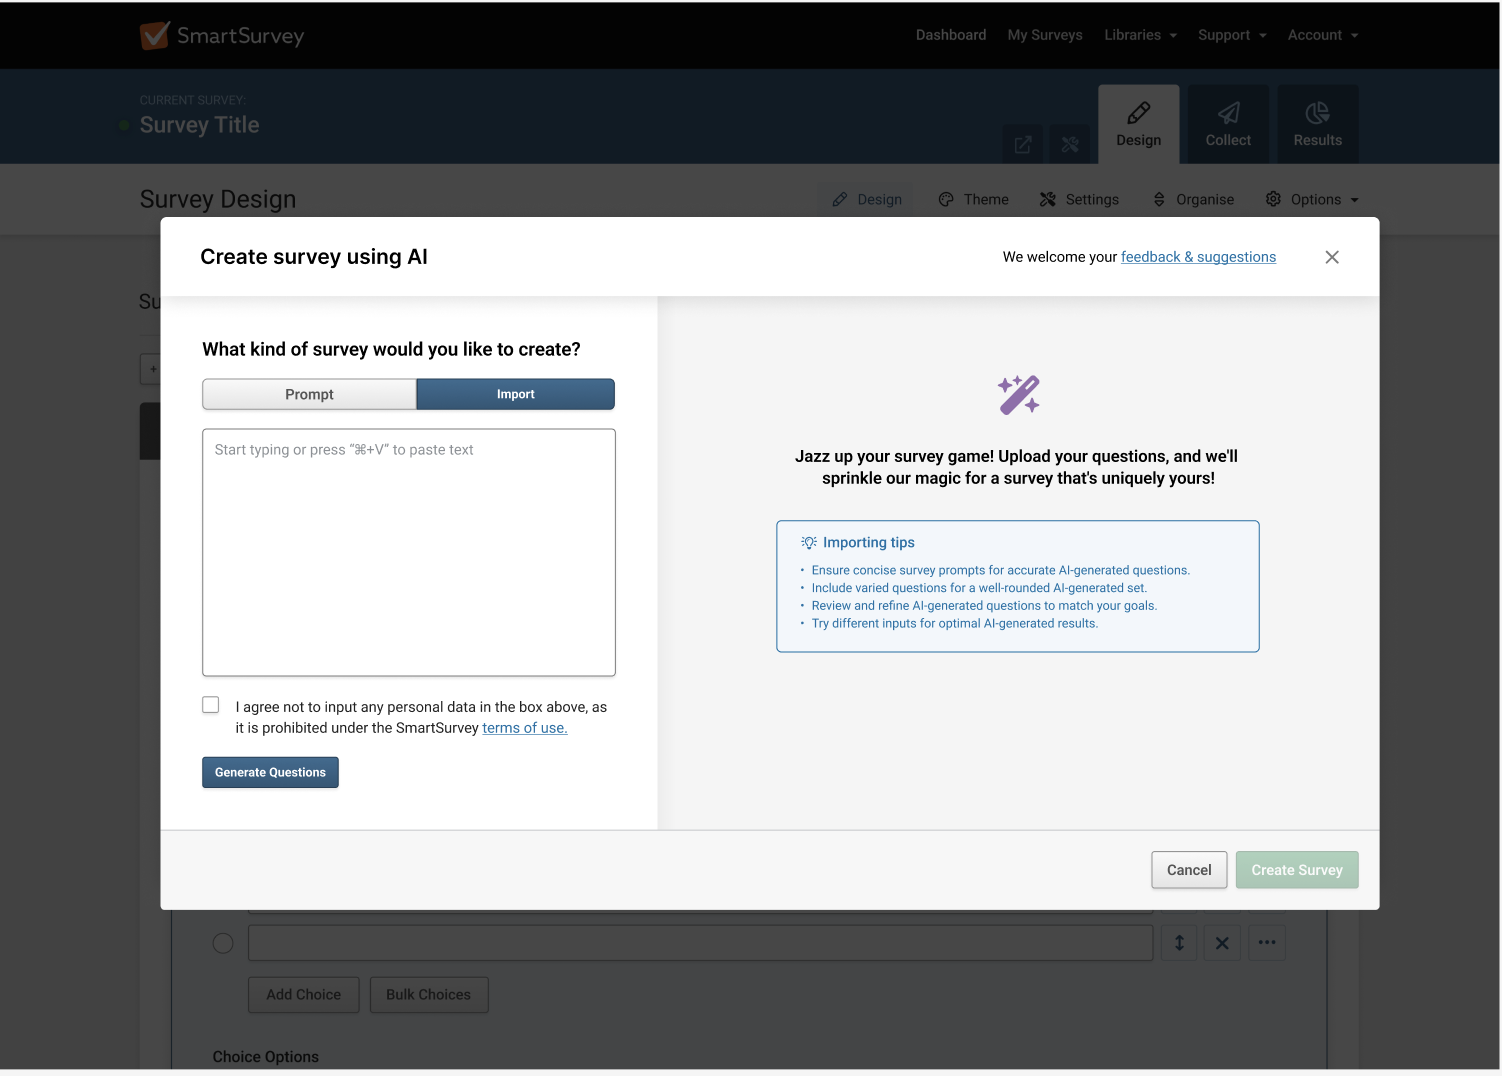 SmartSurvey
Dashboard My Surveys Libraries Support Account
CURRENT SURVEY:
Survey Title
Design Collect Results
Survey Design
Design Theme Settings Organise Options
Create survey using AI
We welcome your feedback & suggestions
Su
What kind of survey would you like to create?
Prompt Import
Start typing or press “⌘+V“ to paste text
I agree not to input any personal data in the box above, as
it is prohibited under the SmartSurvey terms of use.
Generate Questions
Jazz up your survey game! Upload your questions, and we'll
sprinkle our magic for a survey that's uniquely yours!
Importing tips
• Ensure concise survey prompts for accurate AI-generated questions.
• Include varied questions for a well-rounded AI-generated set.
• Review and refine AI-generated questions to match your goals.
• Try different inputs for optimal AI-generated results.
Cancel Create Survey
Add Choice Bulk Choices
Choice Options